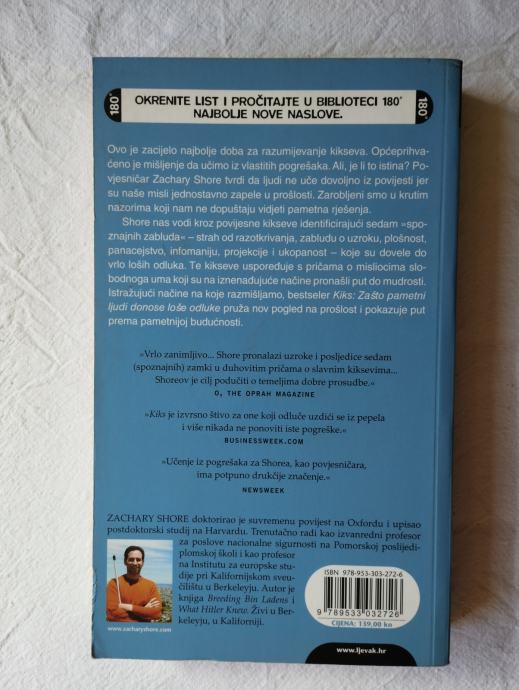 180°
OKRENITE LIST I PROČITAJTE U BIBLIOTECI 180°
NAJBOLJE NOVE NASLOVE.
180°
Ovo je zacijelo najbolje doba za razumijevanje kikseva. Općeprihva-
ćeno je mišljenje da učimo iz vlastitih pogrešaka. Ali, je li to istina? Po-
vjesničar Zachary Shore tvrdi da ljudi ne uče dovoljno iz povijesti jer
su naše misli jednostavno zapele u prošlosti. Zarobljeni smo u krutim
nazorima koji nam ne dopuštaju vidjeti pametna rješenja.
Shore nas vodi kroz povijesne kikseve identificirajući sedam »spo-
znajnih zabluda« – strah od razotkrivanja, zabludu o uzroku, plošnost,
panacejstvo, infomaniju, projekcije i ukopanost – koje su dovele do
vrlo loših odluka. Te kikseve uspoređuje s pričama o misliocima slo-
bodnoga uma koji su na iznenađujuće načine pronašli put do mudrosti.
Istražujući načine na koje razmišljamo, bestseler Kiks: Zašto pametni
ljudi donose loše odluke pruža nov pogled na prošlost i pokazuje put
prema pametnijoj budućnosti.
»Vrlo zanimljivo... Shore pronalazi uzroke i posljedice sedam
(spoznajnih) zamki u duhovitim pričama o slavnim kiksevima...
Shoreov je cilj podučiti o temeljima dobre prosudbe.«
O, THE OPRAH MAGAZINE
»Kiks je izvrsno štivo za one koji odluče uzdići se iz pepela
i više nikada ne ponoviti iste pogreške.«
BUSINESSWEEK.COM
»Učenje iz pogrešaka za Shorea, kao povjesničara,
ima potpuno drukčije značenje.«
NEWSWEEK
ZACHARY SHORE doktorirao je suvremenu povijest na Oxfordu i upisao
postdoktorski studij na Harvardu. Trenutačno radi kao izvanredni profesor
za poslove nacionalne sigurnosti na Pomorskoj poslijedi-
plomskoj školi i kao profesor
na Institutu za europske stu-
dije pri Kalifornijskom sveu-
čilištu u Berkeleyju. Autor je
knjiga Breeding Bin Ladens i
What Hitler Knew. Živi u Ber-
keleyju, u Kaliforniji.
www.zacharyshore.com
ISBN 978-953-303-272-6
9 789533 032726
CIJENA: 139,00 kn
www.ljevak.hr